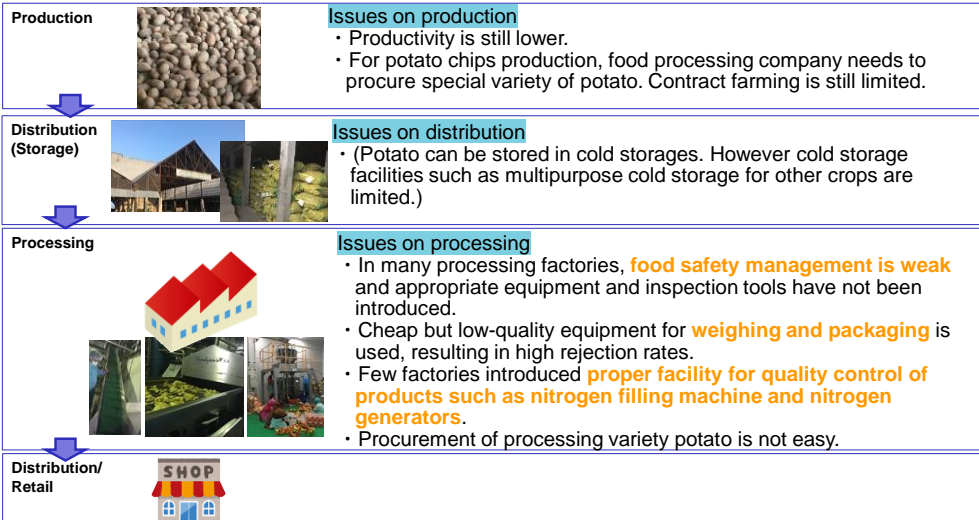 Production
Issues on production
・Productivity is still lower.
・For potato chips production, food processing company needs to
procure special variety of potato. Contract farming is still limited.
Distribution
(Storage)
Issues on distribution
・(Potato can be stored in cold storages. However cold storage
facilities such as multipurpose cold storage for other crops are
limited.)
Processing
Issues on processing
・In many processing factories, food safety management is weak
and appropriate equipment and inspection tools have not been
introduced.
・Cheap but low-quality equipment for weighing and packaging is
used, resulting in high rejection rates.
・Few factories introduced proper facility for quality control of
products such as nitrogen filling machine and nitrogen
generators.
・Procurement of processing variety potato is not easy.
Distribution/
Retail
SHOP